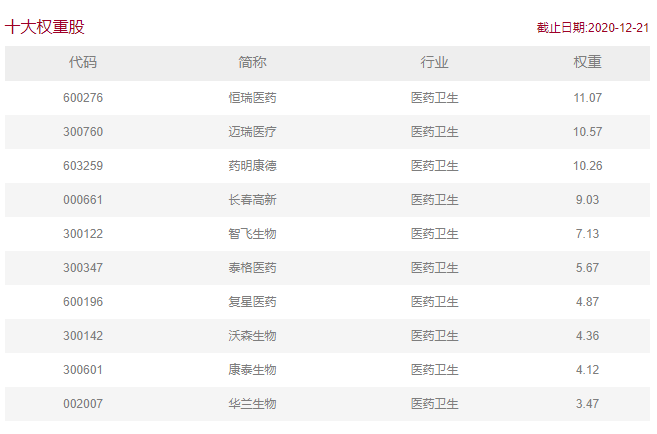 十大权重股 截止日期:2020-12-21
代码 简称 行业 权重
600276 恒瑞医药 医药卫生 11.07
300760 迈瑞医疗 医药卫生 10.57
603259 药明康德 医药卫生 10.26
000661 长春高新 医药卫生 9.03
300122 智飞生物 医药卫生 7.13
300347 泰格医药 医药卫生 5.67
600196 复星医药 医药卫生 4.87
300142 沃森生物 医药卫生 4.36
300601 康泰生物 医药卫生 4.12
002007 华兰生物 医药卫生 3.47